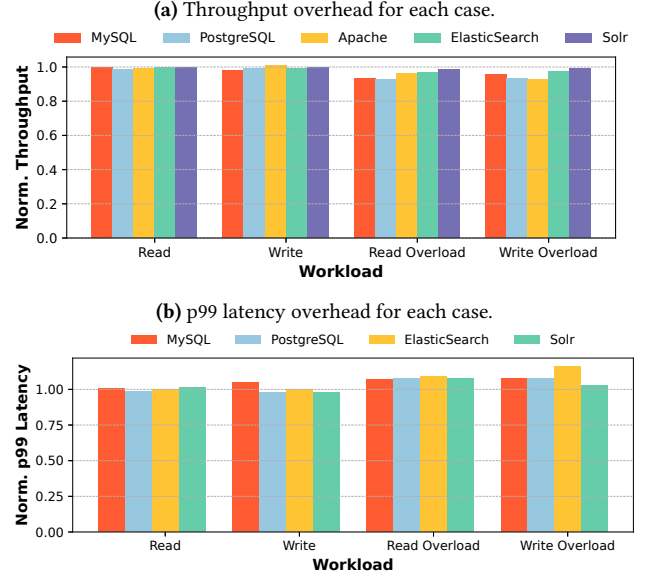 (a) Throughput overhead for each case.
MySQL PostgreSQL Apache ElasticSearch Solr
1.0
0.8
0.6
0.4
0.2
0.0
Norm. Throughput
Read Write Read Overload Write Overload
Workload
(b) p99 latency overhead for each case.
MySQL PostgreSQL ElasticSearch Solr
1.00
0.75
0.50
0.25
0.00
Norm. p99 Latency
Read Write Read Overload Write Overload
Workload